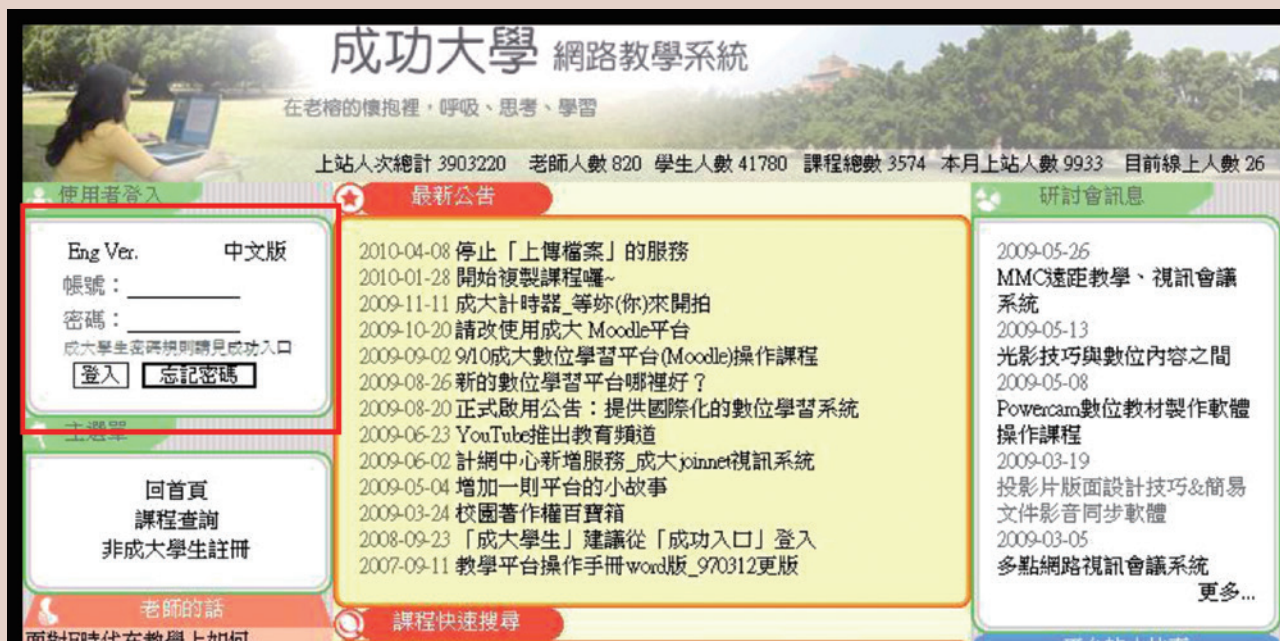 成功大學 網路教學系統
在老榕的懷抱裡，呼吸、思考、學習
上站人次總計 3903220 老師人數 820 學生人數 41780 課程總數 3574 本月上站人數 9933 目前線上人數 26
使用者登入
Eng Ver. 中文版
帳號：
密碼：
成大學生密碼規則請見成功入口
登入 忘記密碼
主選單
回首頁
課程查詢
非成大學生註冊
老師的話
面對E時代在教學上如何
最新公告
2010-04-08 停止「上傳檔案」的服務
2010-01-28 開始複製課程囉~
2009-11-11 成大計時器_等妳(你)來開拍
2009-10-20 請改使用成大 Moodle平台
2009-09-02 9/10成大數位學習平台(Moodle)操作課程
2009-08-26 新的數位學習平台哪裡好？
2009-08-20 正式啟用公告：提供國際化的數位學習系統
2009-06-23 YouTube推出教育頻道
2009-06-02 計網中心新增服務_成大joinnet視訊系統
2009-05-04 增加一則平台的小故事
2009-03-24 校園著作權百寶箱
2008-09-23 「成大學生」建議從「成功入口」登入
2007-09-11 教學平台操作手冊word版_970312更版
課程快速搜尋
研討會訊息
2009-05-26
MMC遠距教學、視訊會議
系統
2009-05-13
光影技巧與數位內容之間
2009-05-08
Powercam數位教材製作軟體
操作課程
2009-03-19
投影片版面設計技巧&簡易
文件影音同步軟體
2009-03-05
多點網路視訊會議系統
更多...